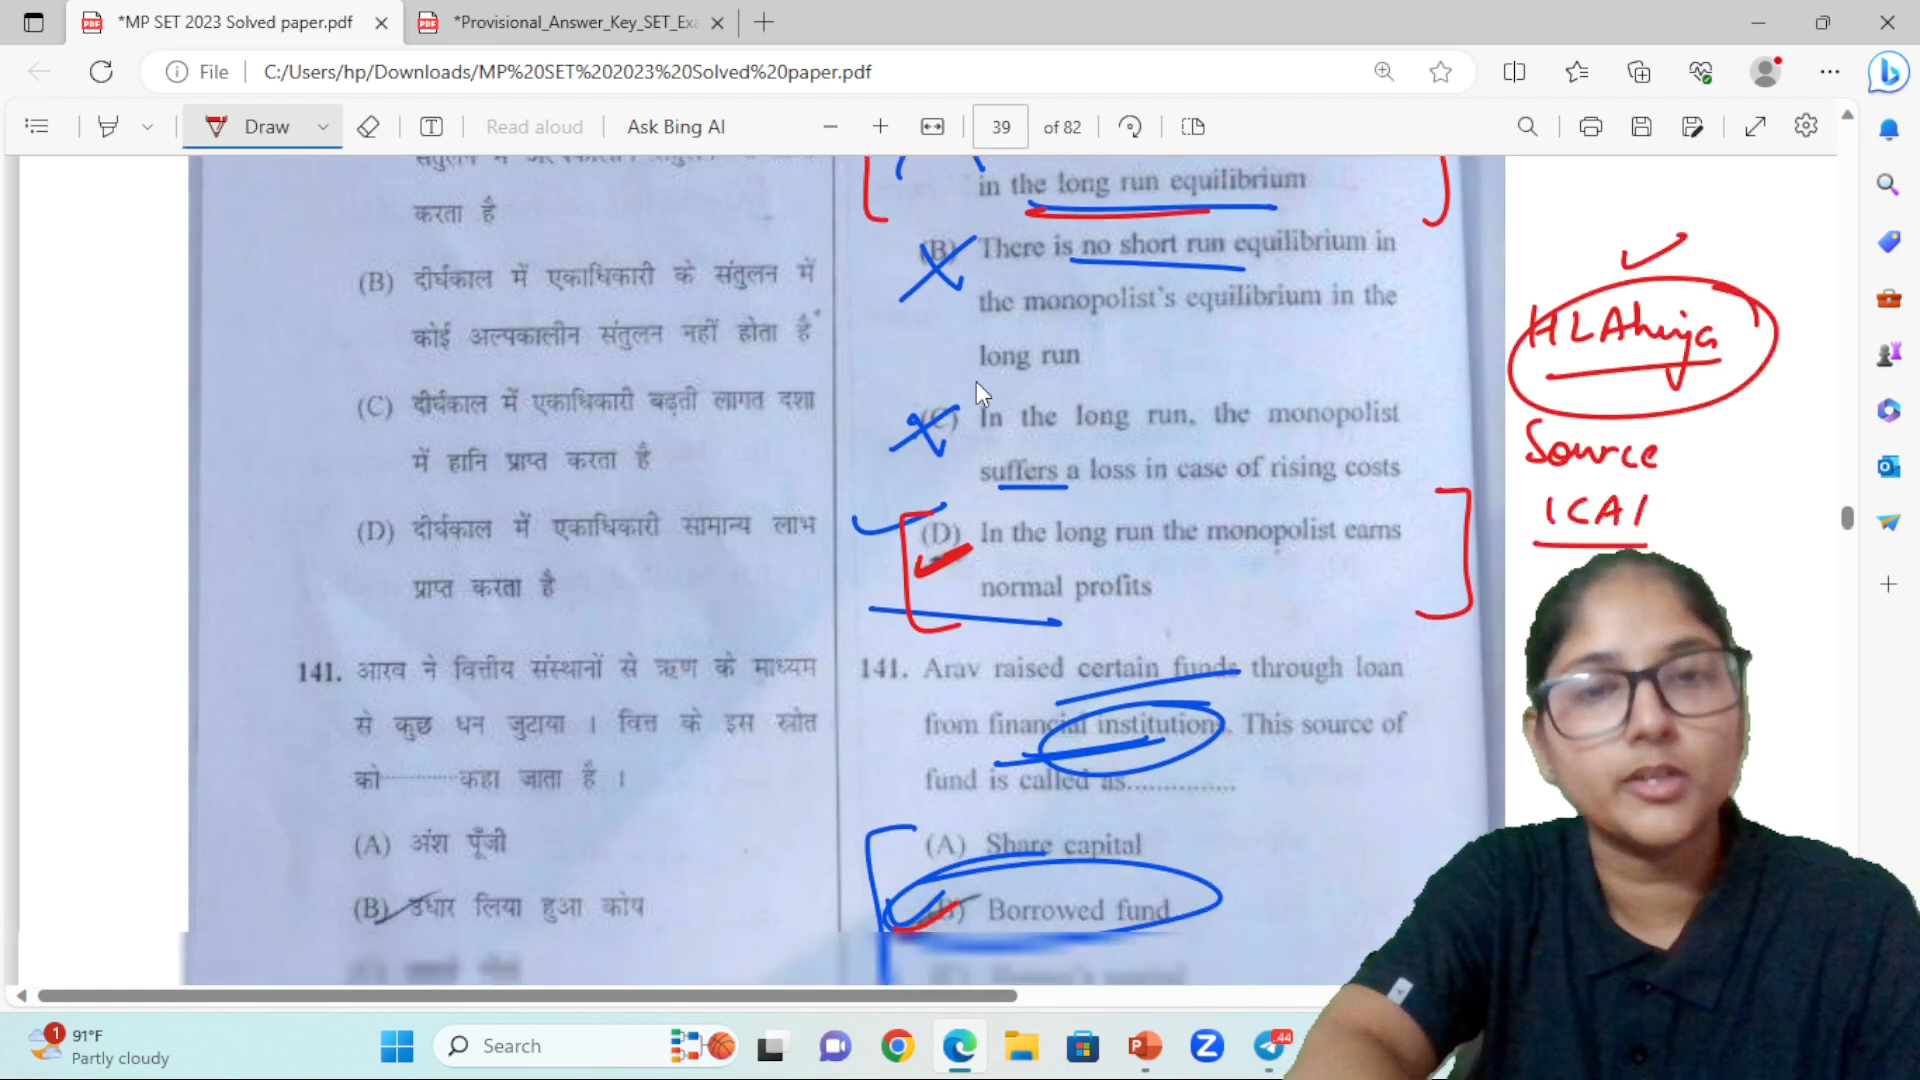 *MP SET 2023 Solved paper.pdf
*Provisional_Answer_Key_SET_Exa
File
C:/Users/hp/Downloads/MP%20SET%202023%20Solved%20paper.pdf
Draw
Read aloud
Ask Bing AI
39
of 82
करता है
(B) दीर्घकाल में एकाधिकारी के संतुलन में
कोई अल्पकालीन संतुलन नहीं होता है
(C) दीर्घकाल में एकाधिकारी बढ़ती लागत दशा
में हानि प्राप्त करता है
(D) दीर्घकाल में एकाधिकारी सामान्य लाभ
प्राप्त करता है
141. आरव ने वित्तीय संस्थानों से ऋण के माध्यम
से कुछ धन जुटाया । वित्त के इस स्रोत
को............कहा जाता है ।
(A) अंश पूँजी
(B) उधार लिया हुआ कोष
in the long run equilibrium
(B) There is no short run equilibrium in
the monopolist's equilibrium in the
long run
(C) In the long run, the monopolist
suffers a loss in case of rising costs
(D) In the long run the monopolist earns
normal profits
141. Arav raised certain funds through loan
from financial institutions. This source of
fund is called as...............
(A) Share capital
(B) Borrowed fund
HL Ahuja
Source
ICAI
1
91°F
Partly cloudy
Search
44